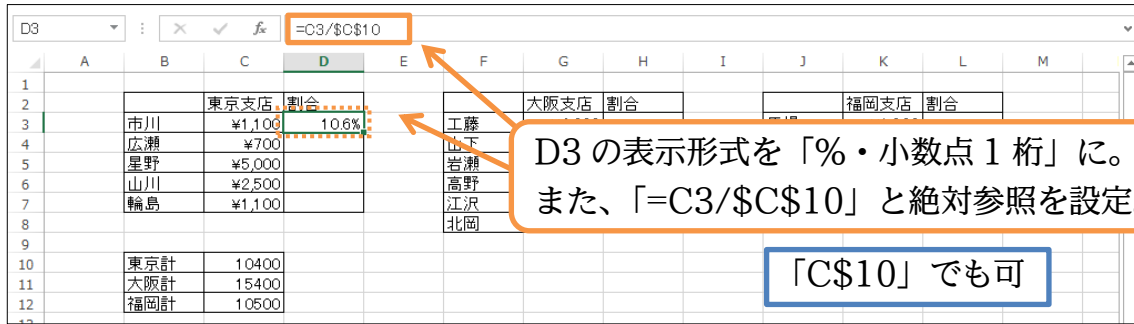 D3 fx =C3/$C$10
A B C D E F G H I J K L M
1
2 東京支店 割合 大阪支店 割合 福岡支店 割合
3 市川 ¥1,100 10.6% 工藤
4 広瀬 ¥700 山下
5 星野 ¥5,000 岩瀬
6 山川 ¥2,500 高野
7 輪島 ¥1,100 江沢
8 北岡
9
10 東京計 10400
11 大阪計 15400
12 福岡計 10500
D3の表示形式を「%・小数点1桁」に。
また、「=C3/$C$10」と絶対参照を設定
「C$10」でも可